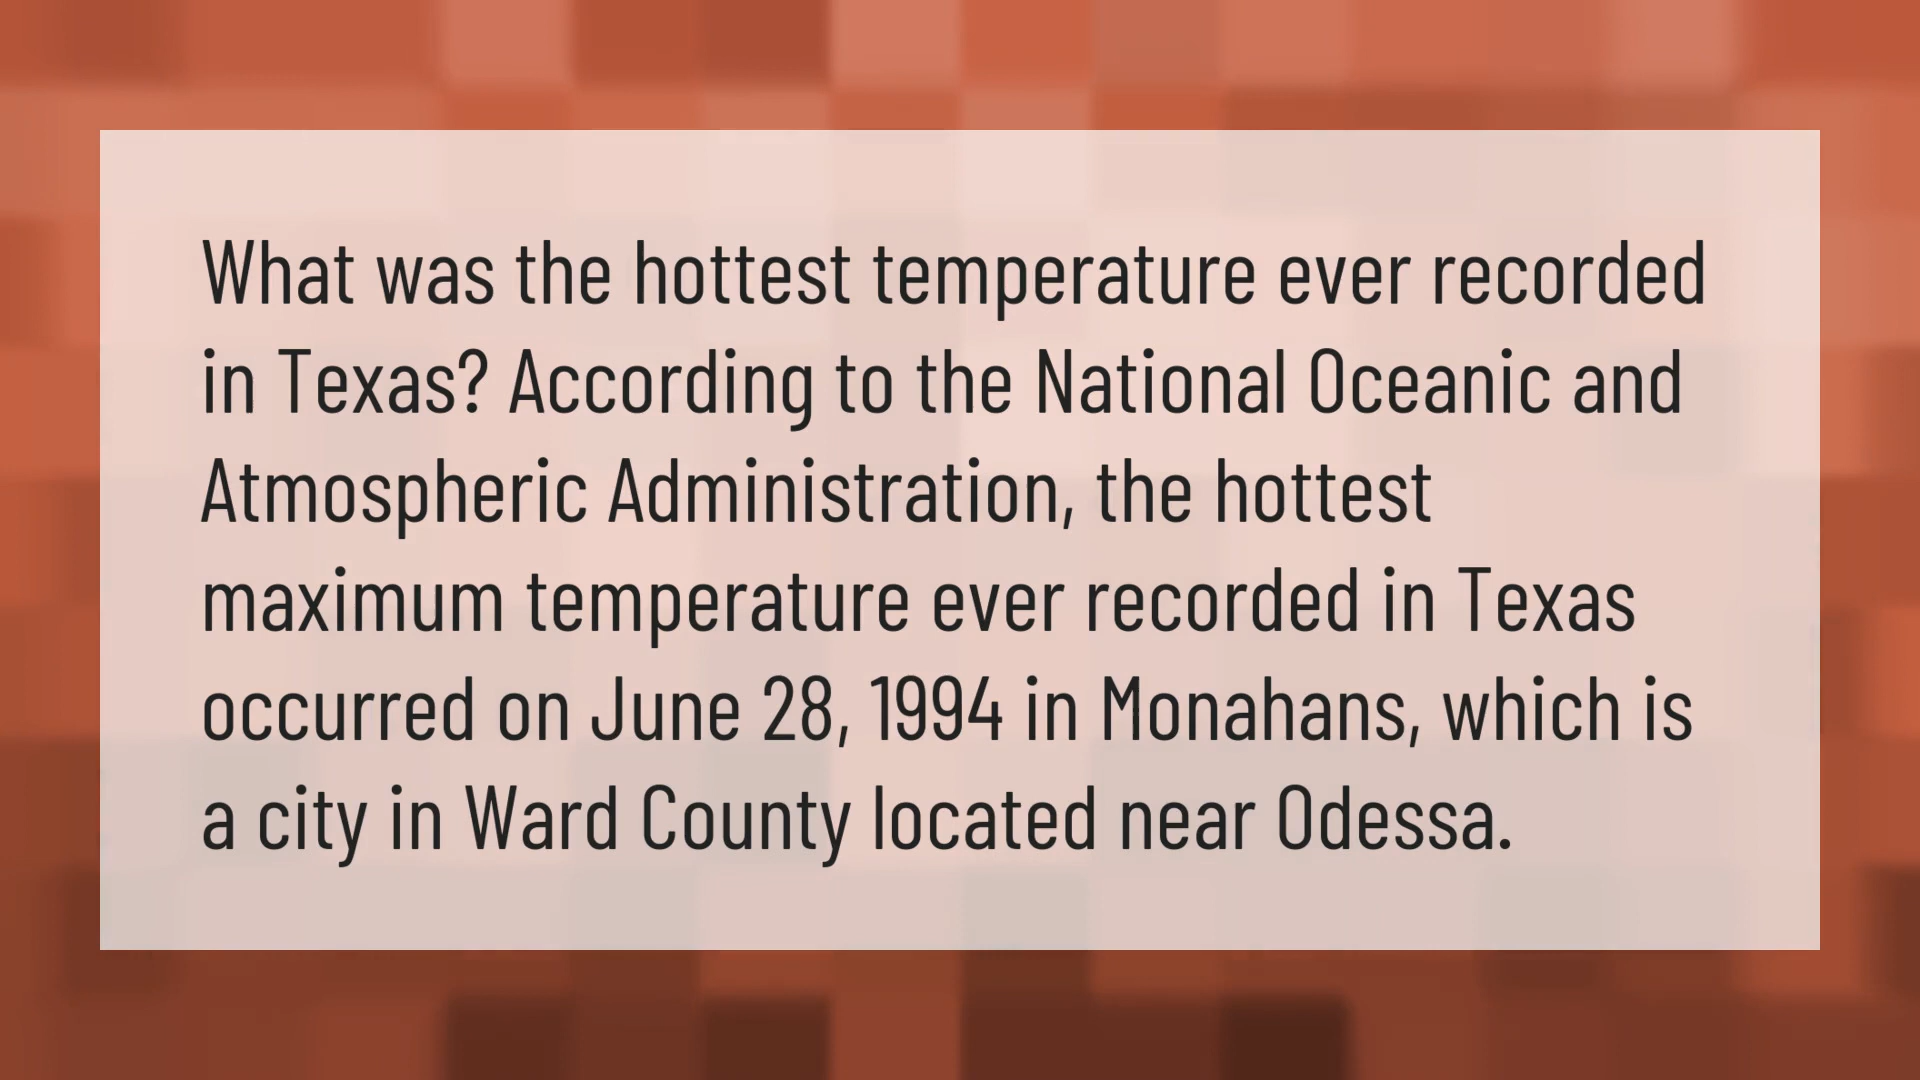 What was the hottest temperature ever recorded
in Texas? According to the National Oceanic and
Atmospheric Administration, the hottest
maximum temperature ever recorded in Texas
occurred on June 28, 1994 in Monahans, which is
a city in Ward County located near Odessa.